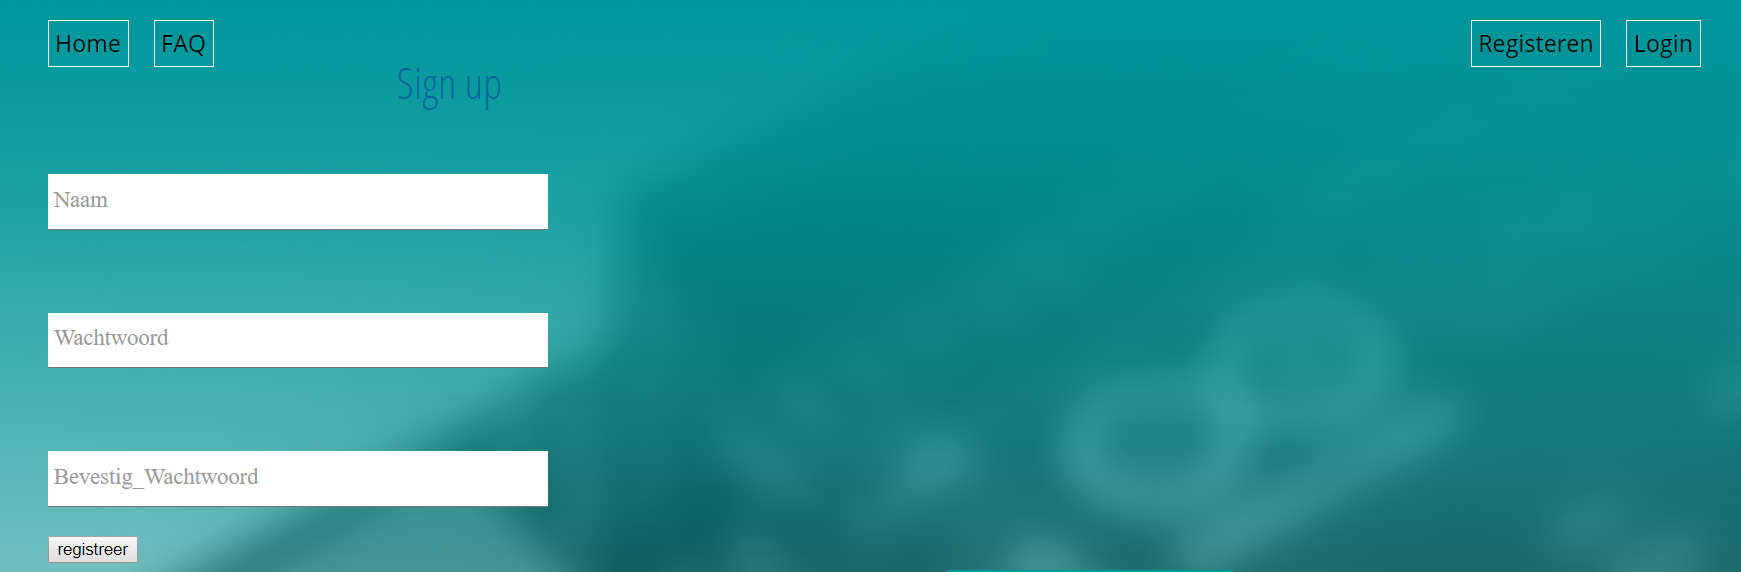 Home FAQ Registeren Login
Sign up
Naam
Wachtwoord
Bevestig_Wachtwoord
registreer